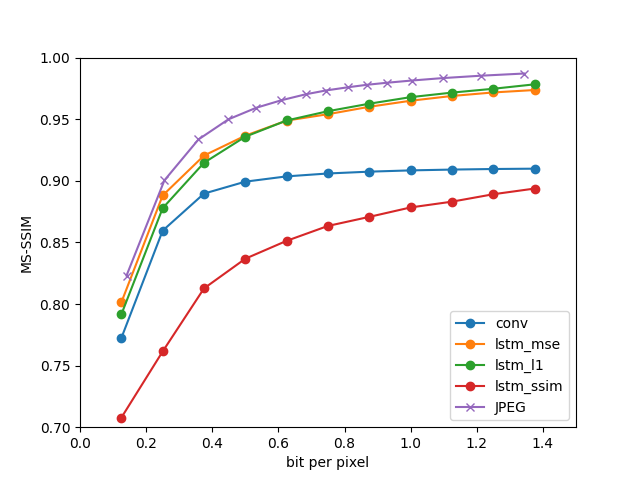 1.00
0.95
0.90
0.85
0.80
0.75
0.70
MS-SSIM
0.0 0.2 0.4 0.6 0.8 1.0 1.2 1.4
bit per pixel
conv
lstm_mse
lstm_l1
lstm_ssim
JPEG